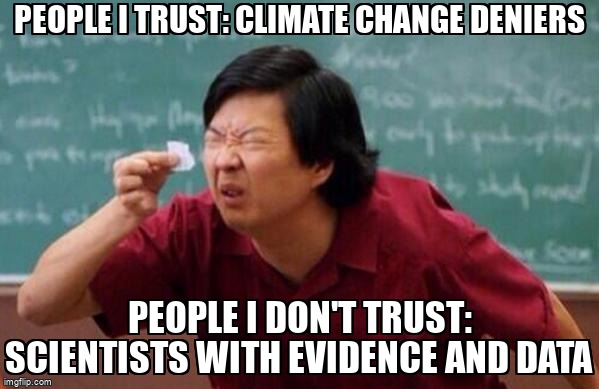 PEOPLE I TRUST: CLIMATE CHANGE DENIERS
PEOPLE I DON'T TRUST:
SCIENTISTS WITH EVIDENCE AND DATA
imgflip.com